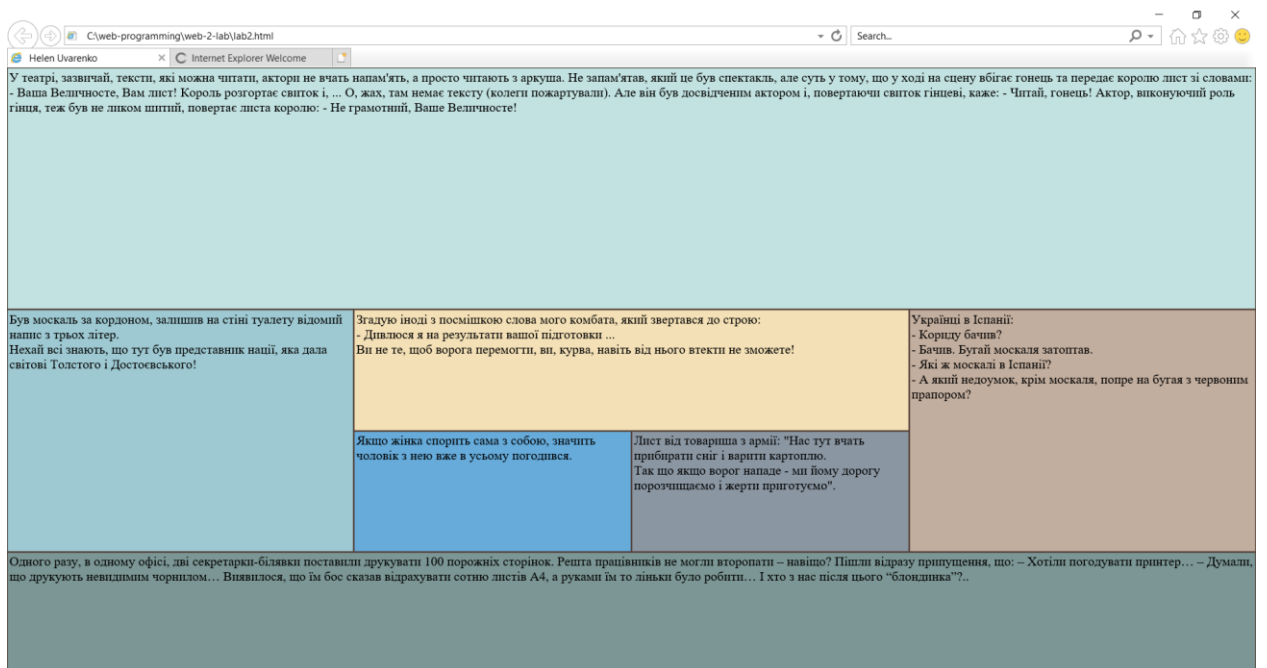 C:\web-programming\web-2-lab\lab2.html
Search...
Helen Uvarenko
Internet Explorer Welcome
У театрі, зазвичай, тексти, які можна читати, актори не вчать напам'ять, а просто читають з аркуша. Не запам'ятав, який це був спектакль, але суть у тому, що у ході на сцену вбігає гонець та передає королю лист зі словами:
- Ваша Величносте, Вам лист! Король розгортає свиток і, ... О, жах, там немає тексту (колеги пожартували). Але він був досвідченим актором і, повертаючи свиток гінцеві, каже: - Читай, гонець! Актор, виконуючий роль
гінця, теж був не ликом шитий, повертає листа королю: - Не грамотний, Ваше Величносте!
Був москаль за кордоном, залишив на стіні туалету відомий
напис з трьох літер.
Нехай всі знають, що тут був представник нації, яка дала
світові Толстого і Достоєвського!
Згадую іноді з посмішкою слова мого комбата, який звертався до строю:
- Дивлюся я на результати вашої підготовки ...
Ви не те, щоб ворога перемогти, ви, курва, навіть від нього втекти не зможете!
Українці в Іспанії:
- Кориду бачив?
- Бачив. Бугай москаля затоптав.
- Які ж москалі в Іспанії?
- А який недоумок, крім москаля, попре на бугая з червоним
прапором?
Якщо жінка спорить сама з собою, значить
чоловік з нею вже в усьому погодився.
Лист від товариша з армії: "Нас тут вчать
прибирати сніг і варити картоплю.
Так що якщо ворог нападе - ми йому дорогу
порозчищаємо і жерти приготуємо".
Одного разу, в одному офісі, дві секретарки-білявки поставили друкувати 100 порожніх сторінок. Решта працівників не могли второпати – навіщо? Пішли відразу припущення, що: – Хотіли погодувати принтер… – Думали,
що друкують невидимим чорнилом… Виявилося, що їм бос сказав відрахувати сотню листів А4, а руками їм то ліньки було робити… І хто з нас після цього “блондинка”?..